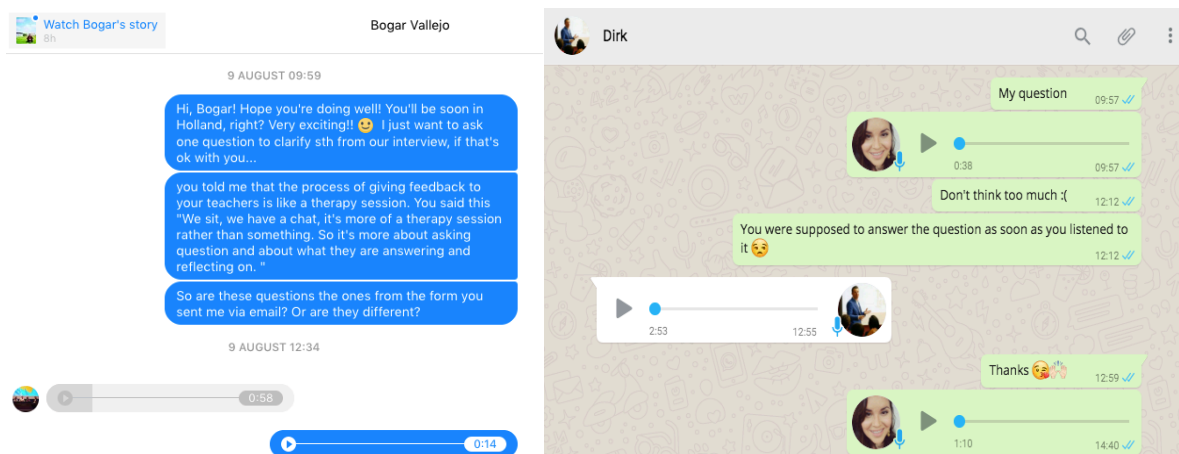 Watch Bogar's story
8h
Bogar Vallejo
9 AUGUST 09:59
Hi, Bogar! Hope you're doing well! You'll be soon in
Holland, right? Very exciting!! 🙂 I just want to ask
one question to clarify sth from our interview, if that's
ok with you...
you told me that the process of giving feedback to
your teachers is like a therapy session. You said this
"We sit, we have a chat, it's more of a therapy session
rather than something. So it's more about asking
question and about what they are answering and
reflecting on. "
So are these questions the ones from the form you
sent me via email? Or are they different?
9 AUGUST 12:34
0:58
0:14
Dirk
My question 09:57
0:38 09:57
Don't think too much :( 12:12
You were supposed to answer the question as soon as you listened to
it 😒 12:12
2:53 12:55
Thanks 😘🙌🏻 12:59
1:10 14:40